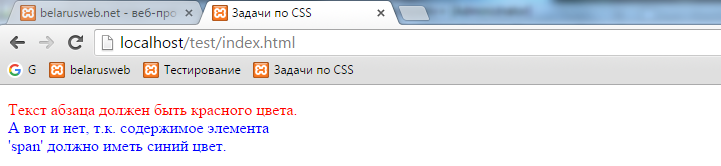 belarusweb.net - веб-про
Задачи по CSS
localhost/test/index.html
G belarusweb Тестирование Задачи по CSS
Текст абзаца должен быть красного цвета.
А вот и нет, т.к. содержимое элемента
'span' должно иметь синий цвет.